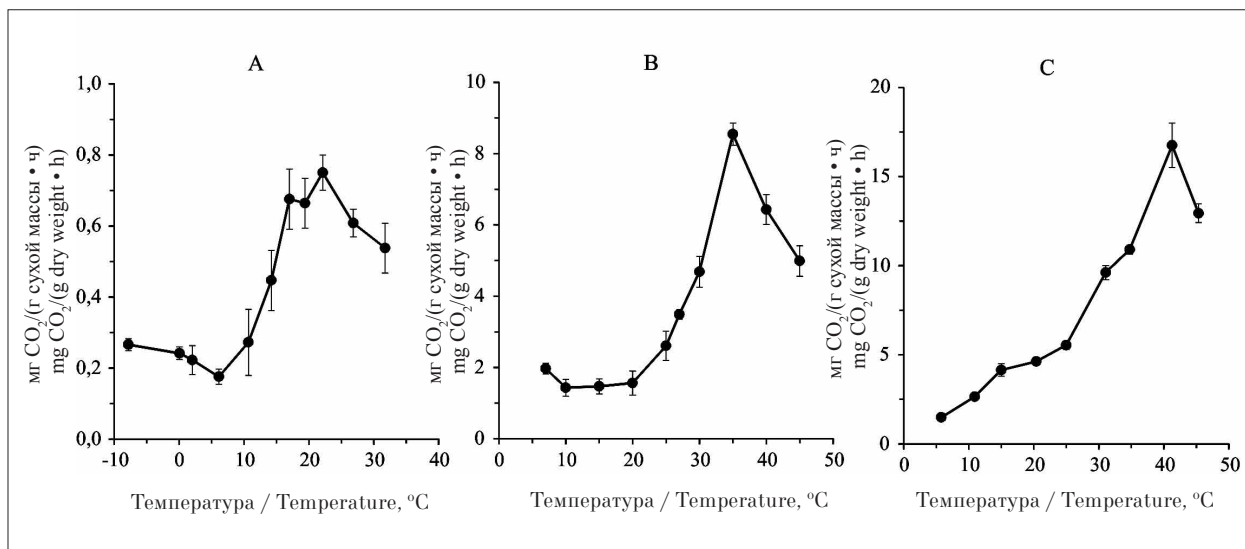 A
1,0
0,8
0,6
0,4
0,2
0,0
-10
0
10
20
30
40
мг CO₂/(г сухой массы • ч)
mg CO₂/(g dry weight • h)
Температура / Temperature, °C
B
10
8
6
4
2
0
0
10
20
30
40
50
мг CO₂/(г сухой массы • ч)
mg CO₂/(g dry weight • h)
Температура / Temperature, °C
C
20
15
10
5
0
0
10
20
30
40
50
мг CO₂/(г сухой массы • ч)
mg CO₂/(g dry weight • h)
Температура / Temperature, °C